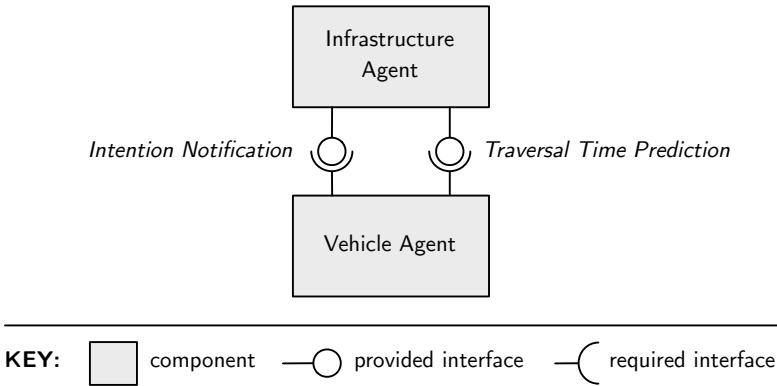 Infrastructure
Agent
Intention Notification
Traversal Time Prediction
Vehicle Agent
KEY: component provided interface required interface